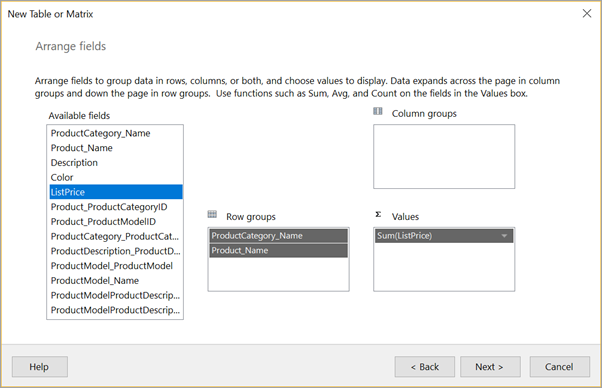 New Table or Matrix
Arrange fields
Arrange fields to group data in rows, columns, or both, and choose values to display. Data expands across the page in column
groups and down the page in row groups.  Use functions such as Sum, Avg, and Count on the fields in the Values box.
Available fields
ProductCategory_Name
Product_Name
Description
Color
ListPrice
Product_ProductCategoryID
Product_ProductModelID
ProductCategory_ProductCat...
ProductDescription_ProductD...
ProductModel_ProductModel
ProductModel_Name
ProductModelProductDescrip...
ProductModelProductDescrip...
Column groups
Row groups
ProductCategory_Name
Product_Name
Σ Values
Sum(ListPrice)
Help
< Back
Next >
Cancel